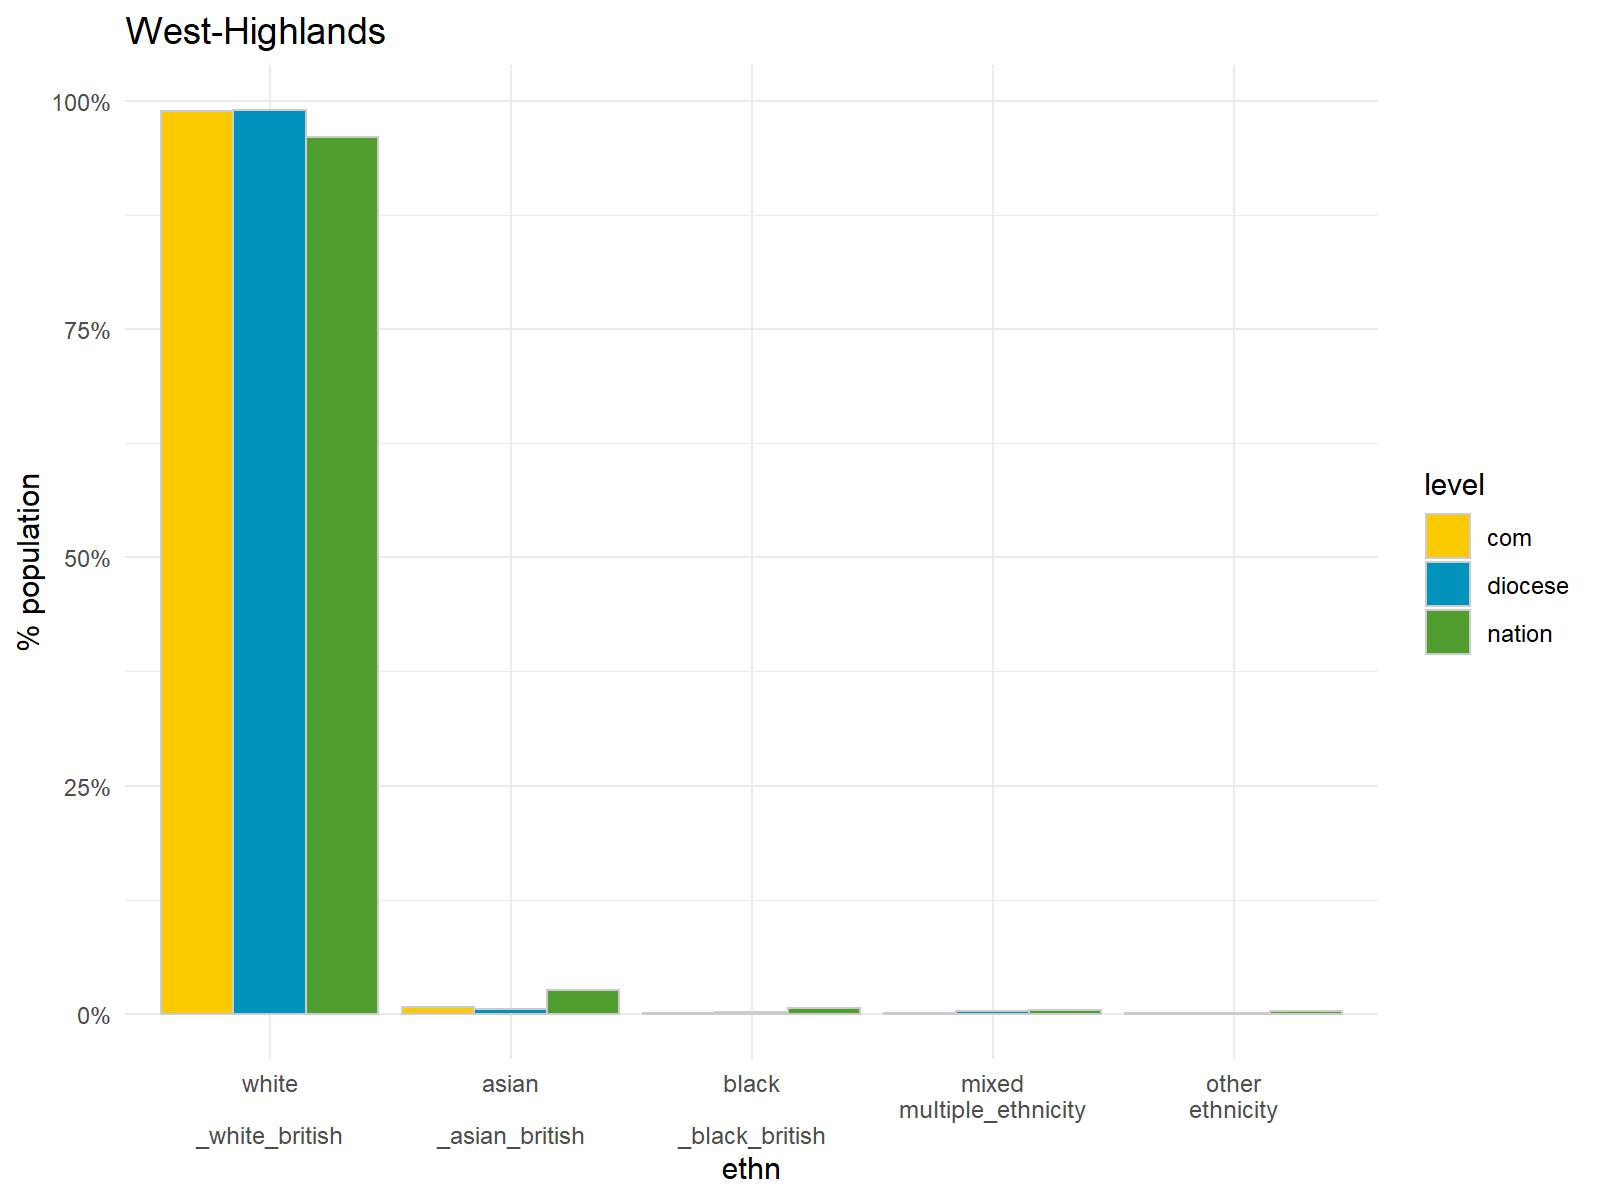 West-Highlands
100%
75%
50%
25%
0%
% population
white
_white_british
asian
_asian_british
black
_black_british
mixed
multiple_ethnicity
other
ethnicity
ethn
level
com
diocese
nation